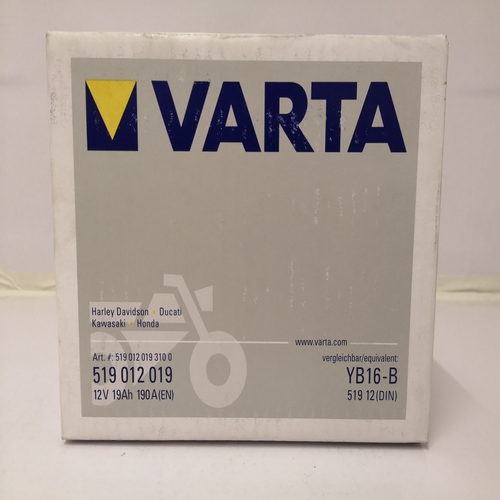 VARTA
Harley Davidson Ducati
Kawasaki Honda
www.varta.com
Art. #: 519 012 019 310 0
519 012 019
12V 19Ah 190A(EN)
vergleichbar/equivalent:
YB16-B
519 12(DIN)